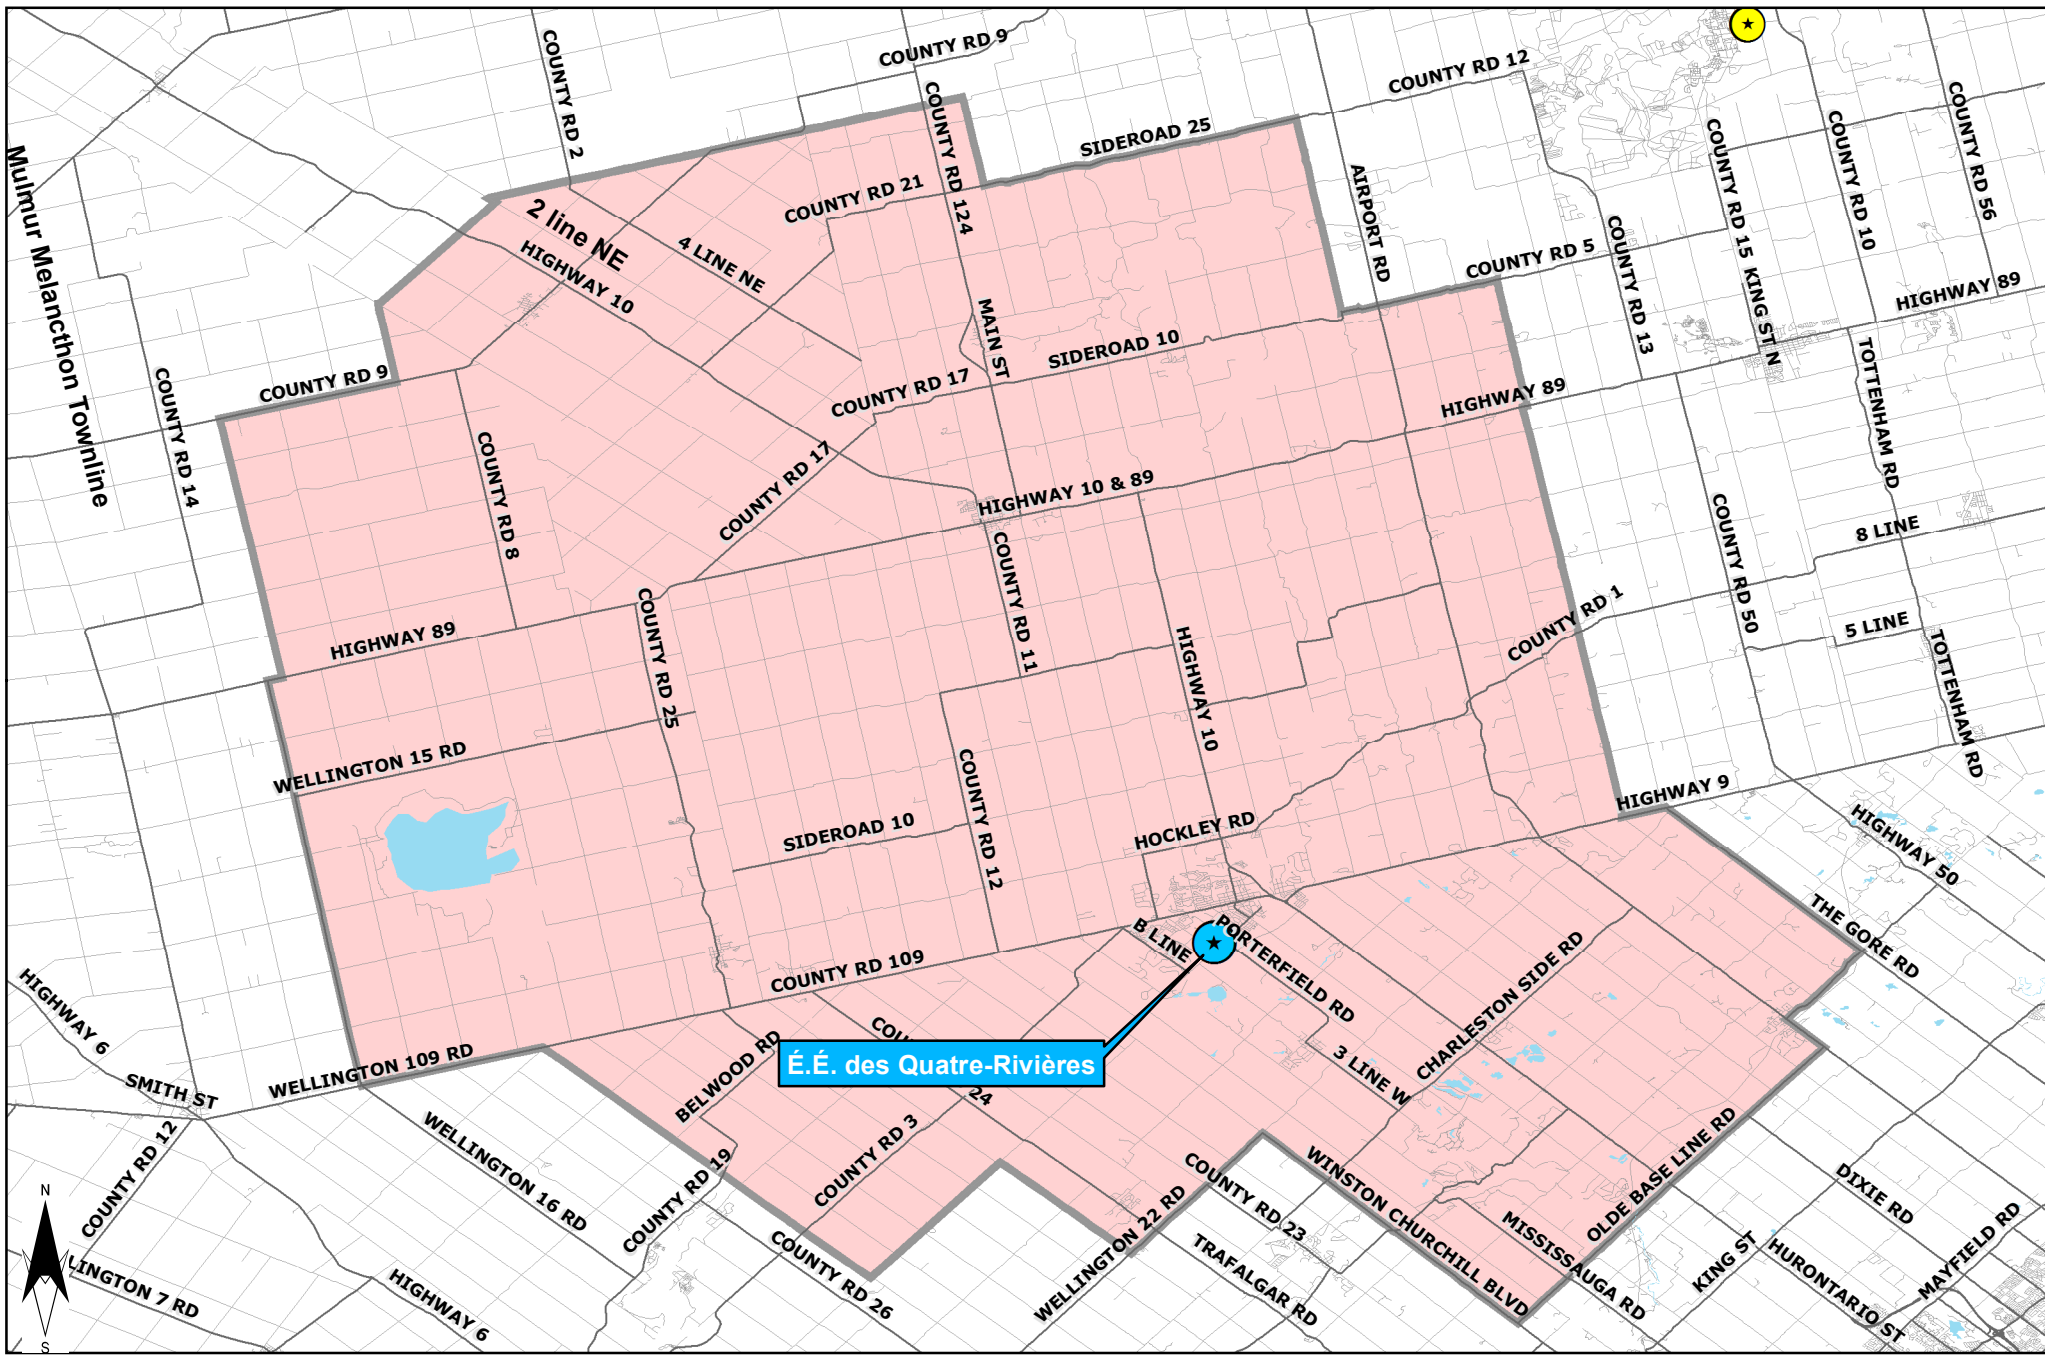 COUNTY RD 9
COUNTY RD 2
COUNTY RD 12
COUNTY RD 124
SIDEROAD 25
COUNTY RD 15
COUNTY RD 10
COUNTY RD 56
Mulmur Melancthon Townline
COUNTY RD 21
2 line NE
4 LINE NE
HIGHWAY 10
AIRPORT RD
COUNTY RD 5
COUNTY RD 13
KING ST N
HIGHWAY 89
MAIN ST
SIDEROAD 10
COUNTY RD 9
COUNTY RD 14
COUNTY RD 17
HIGHWAY 89
TOTTENHAM RD
COUNTY RD 8
COUNTY RD 17
HIGHWAY 10 & 89
COUNTY RD 50
8 LINE
COUNTY RD 11
COUNTY RD 25
HIGHWAY 89
HIGHWAY 10
COUNTY RD 1
5 LINE
TOTTENHAM RD
WELLINGTON 15 RD
COUNTY RD 12
SIDEROAD 10
HOCKLEY RD
HIGHWAY 9
HIGHWAY 50
THE GORE RD
B LINE
PORTERFIELD RD
COUNTY RD 109
CHARLESTON SIDE RD
HIGHWAY 6
SMITH ST
WELLINGTON 109 RD
BELWOOD RD
COU
24
É.É. des Quatre-Rivières
3 LINE W
COUNTY RD 12
WELLINGTON 16 RD
COUNTY RD 19
COUNTY RD 3
COUNTY RD 23
WINSTON CHURCHILL BLVD
OLDE BASE LINE RD
DIXIE RD
N
S
LINGTON 7 RD
HIGHWAY 6
COUNTY RD 26
WELLINGTON 22 RD
TRAFALGAR RD
MISSISSAUGA RD
KING ST
HURONTARIO ST
MAYFIELD RD